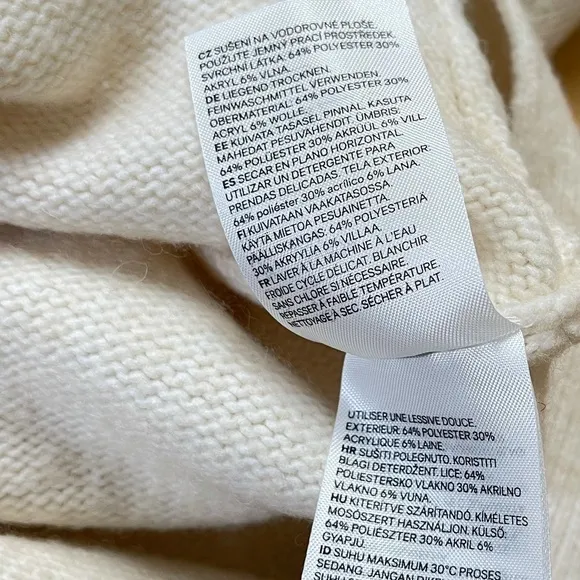 CZ SUŠENÍ NA VODOROVNÉ PLOŠE.
POUŽIJTE JEMNÝ PRACÍ PROSTŘEDEK.
SVRCHNÍ LÁTKA: 64% POLYESTER 30%
AKRYL 6% VLNA.
DE LIEGEND TROCKNEN.
FEINWASCHMITTEL VERWENDEN
OBERMATERIAL: 64% POLYESTER 30%
ACRYL 6% WOLLE.
EE KUIVATA TASASEL PINNAL. KASUTA
MAHEDAT PESUVAHENDIT. ÜMBRIS:
64% POLÜESTER 30% AKRÜÜL 6% VILL
ES SECAR EN PLANO HORIZONTAL
UTILIZAR UN DETERGENTE PARA
PRENDAS DELICADAS. TELA EXTERIOR:
64% poliéster 30% acrílico 6% LANA.
FI KUIVATAAN VAAKATASOSSA.
KÄYTÄ MIETOA PESUAINETTA.
PÄÄLLISKANGAS: 64% POLYESTERIÄ
30% AKRYYLIA 6% VILLAA.
FR LAVER À LA MACHINE À L'EAU
FROIDE CYCLE DÉLICAT. BLANCHIR
SANS CHLORE SI NÉCESSAIRE.
REPASSER À FAIBLE TEMPÉRATURE
NETTOYAGE À SEC. SÉCHER À PLAT.
UTILISER UNE LESSIVE DOUCE.
EXTERIEUR: 64% POLYESTER 30%
ACRYLIQUE 6% LAINE.
HR SUŠITI POLEGNUTO. KORISTITI
BLAGI DETERDŽENT. LICE: 64%
POLIESTERSKO VLAKNO 30% AKRILNO
VLAKNO 6% VUNA.
HU KITERÍTVE SZÁRÍTANDÓ. KÍMÉLETES
MOSÓSZERT HASZNÁLJON. KÜLSŐ:
64% POLIÉSZTER 30% AKRIL 6%
GYAPJÚ.
ID SUHU MAKSIMUM 30°C PROSES
SEDANG. JANGAN